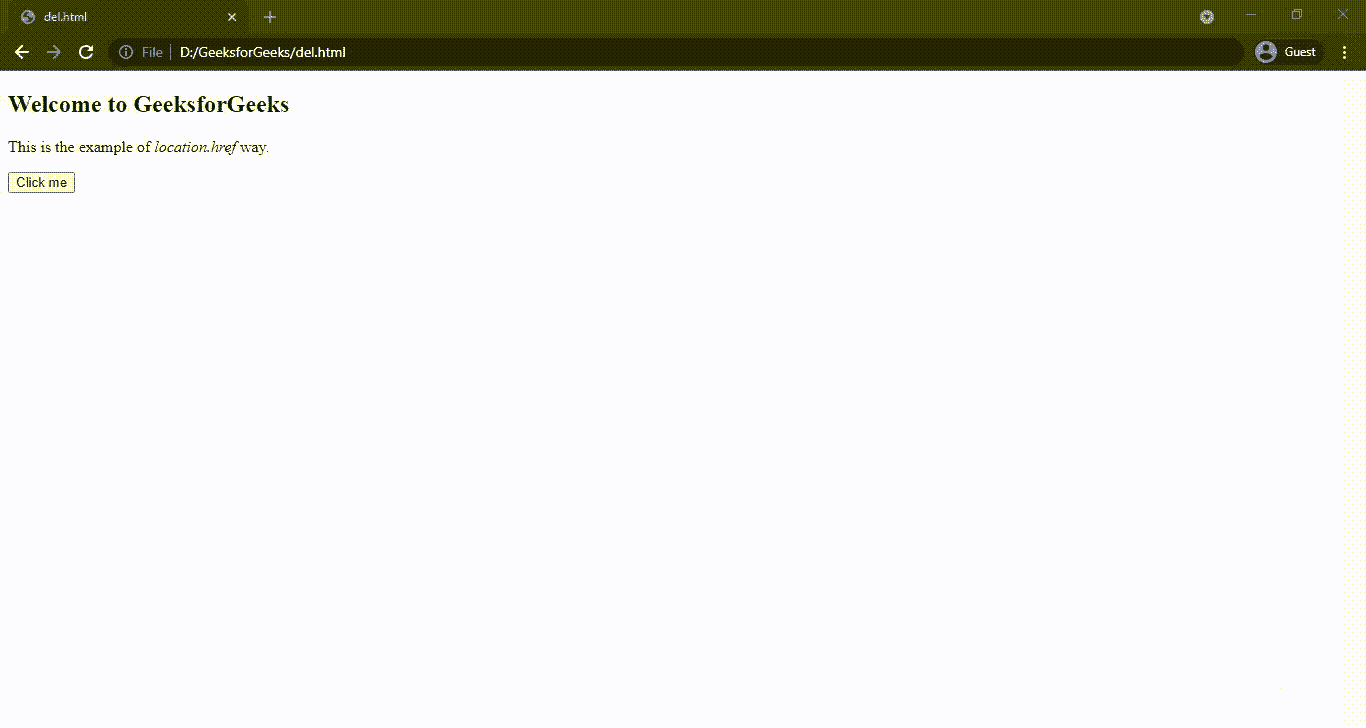 del.html
File D:/GeeksforGeeks/del.html Guest
Welcome to GeeksforGeeks
This is the example of location.href way.
Click me